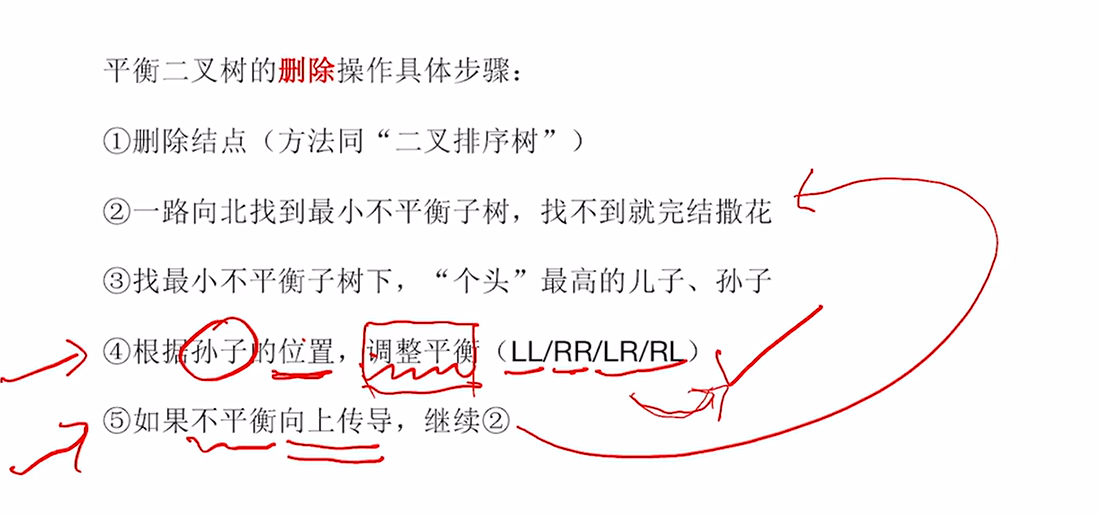 平衡二叉树的删除操作具体步骤：
①删除结点（方法同“二叉排序树”）
②一路向北找到最小不平衡子树，找不到就完结撒花
③找最小不平衡子树下，“个头”最高的儿子、孙子
④根据孙子的位置，调整平衡（LL/RR/LR/RL）
⑤如果不平衡向上传导，继续②